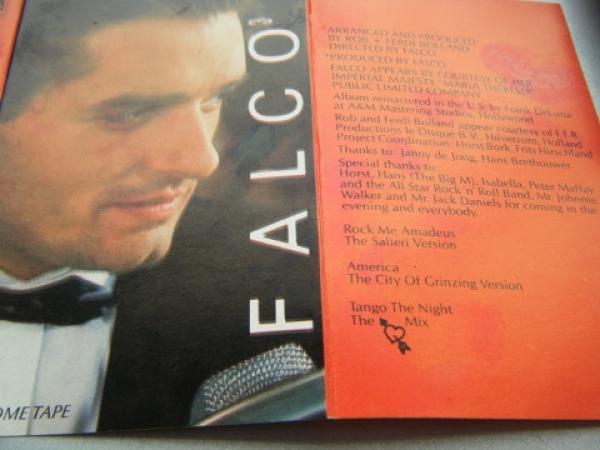 FALCO3
OME TAPE
ARRANGED AND PRODUCED
BY ROB + FERDI BOLLAND
DIRECTED BY FALCO
*PRODUCED BY FALCO
FALCO APPEARS BY COURTESY OF HER
IMPERIAL MAJESTY "MARIA THERESIA"
PUBLIC LIMITED COMPANY
Album remastered in the U.S. by Frank DeLuna
at A&M Mastering Studios, Hollywood
Rob and Ferdi Bolland appear courtesy of E.F.R.
Productions le Disque B.V., Hilversum, Holland
Project Coordination: Horst Bork, Frits Hirschland
Thanks to: Janny de Jong, Hans Brethouwer
Special thanks to:
Horst, Hans (The Big M), Isabella, Peter Maffay
and the All Star Rock'n'Roll Band, Mr. Johnnie
Walker and Mr. Jack Daniels for coming in the
evening and everybody.
Rock Me Amadeus
The Salieri Version
America
The City Of Grinzing Version
Tango The Night
The Mix